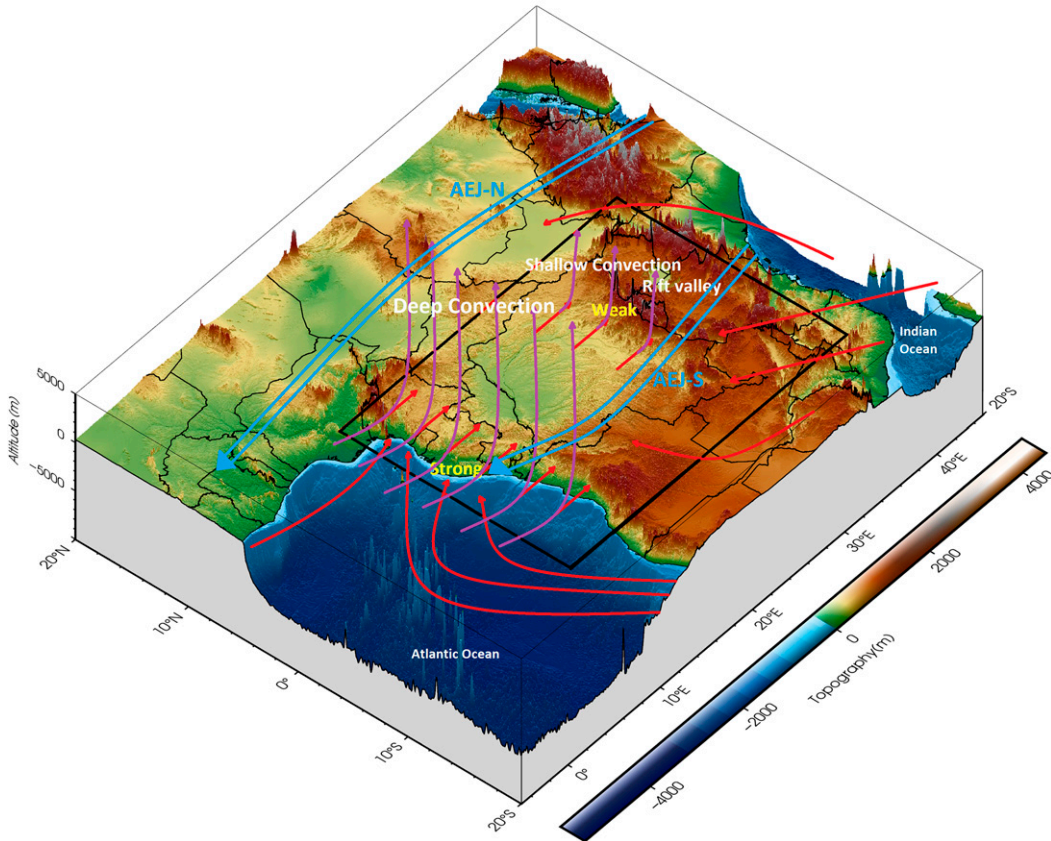 AEJ-N
Shallow Convection
Rift valley
Deep Convection
Weak
AEJ-S
Indian
Ocean
Strong
Atlantic Ocean
5000
0
−5000
Altitude (m)
20°N
10°N
0°
10°S
20°S
0°
10°E
20°E
30°E
40°E
20°S
4000
2000
0
−2000
−4000
Topography(m)